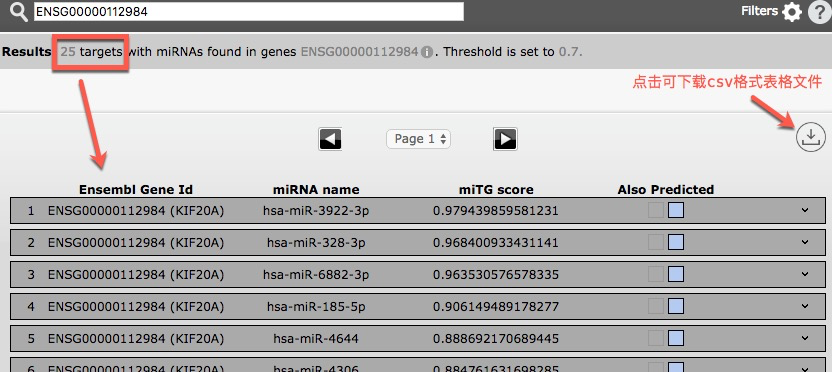 ENSG00000112984
Filters
Results 25 targets with miRNAs found in genes ENSG00000112984. Threshold is set to 0.7.
点击可下载csv格式表格文件
Page 1
Ensembl Gene Id miRNA name miTG score Also Predicted
1 ENSG00000112984 (KIF20A) hsa-miR-3922-3p 0.979439859581231
2 ENSG00000112984 (KIF20A) hsa-miR-328-3p 0.968400933431141
3 ENSG00000112984 (KIF20A) hsa-miR-6882-3p 0.963530576578335
4 ENSG00000112984 (KIF20A) hsa-miR-185-5p 0.906149489178277
5 ENSG00000112984 (KIF20A) hsa-miR-4644 0.888692170689445
6 ENSG00000112984 (KIF20A) hsa-miR-4306 0.884761631698285